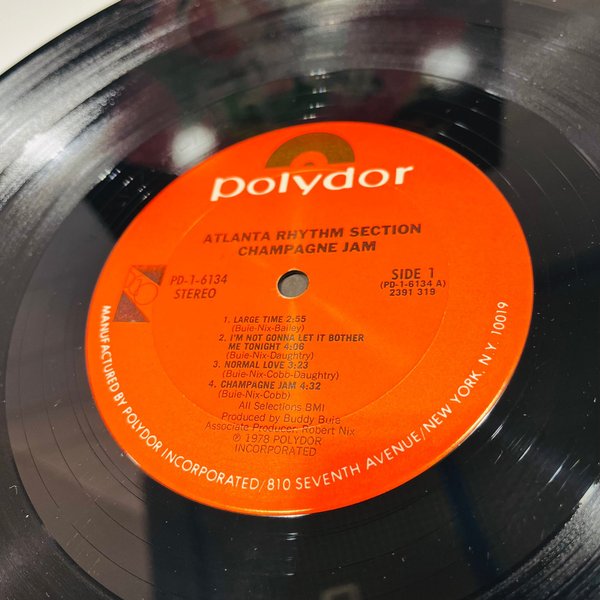 polydor
ATLANTA RHYTHM SECTION
CHAMPAGNE JAM
PD-1-6134
STEREO
SIDE 1
(PD-1-6134 A)
2391 319
1. LARGE TIME 2:55
(Buie-Nix-Bailey)
2. I'M NOT GONNA LET IT BOTHER
ME TONIGHT 4:06
(Buie-Nix-Daughtry)
3. NORMAL LOVE 3:23
(Buie-Nix-Cobb-Daughtry)
4. CHAMPAGNE JAM 4:32
(Buie-Nix-Cobb)
All Selections BMI
Produced by Buddy Buie
Associate Producer: Robert Nix
℗ 1978 POLYDOR
INCORPORATED
MANUFACTURED BY POLYDOR INCORPORATED/810 SEVENTH AVENUE/NEW YORK, N.Y. 10019